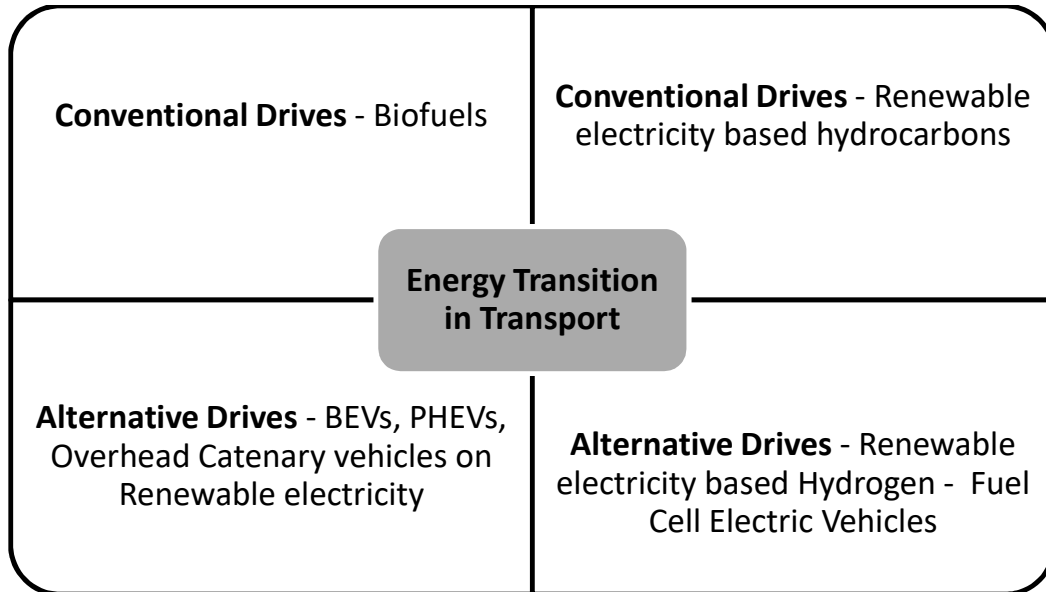 Conventional Drives - Biofuels
Conventional Drives - Renewable
electricity based hydrocarbons
Energy Transition
in Transport
Alternative Drives - BEVs, PHEVs,
Overhead Catenary vehicles on
Renewable electricity
Alternative Drives - Renewable
electricity based Hydrogen - Fuel
Cell Electric Vehicles